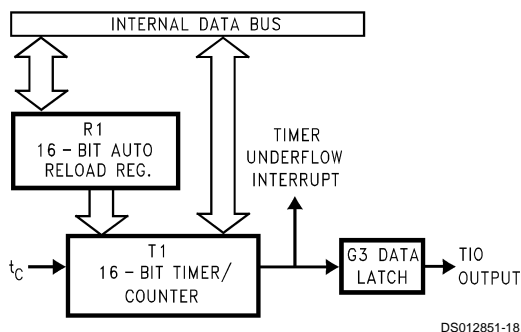 INTERNAL DATA BUS
R1
16-BIT AUTO
RELOAD REG.
TIMER
UNDERFLOW
INTERRUPT
tC
T1
16-BIT TIMER/
COUNTER
G3 DATA
LATCH
TIO
OUTPUT
DS012851-18